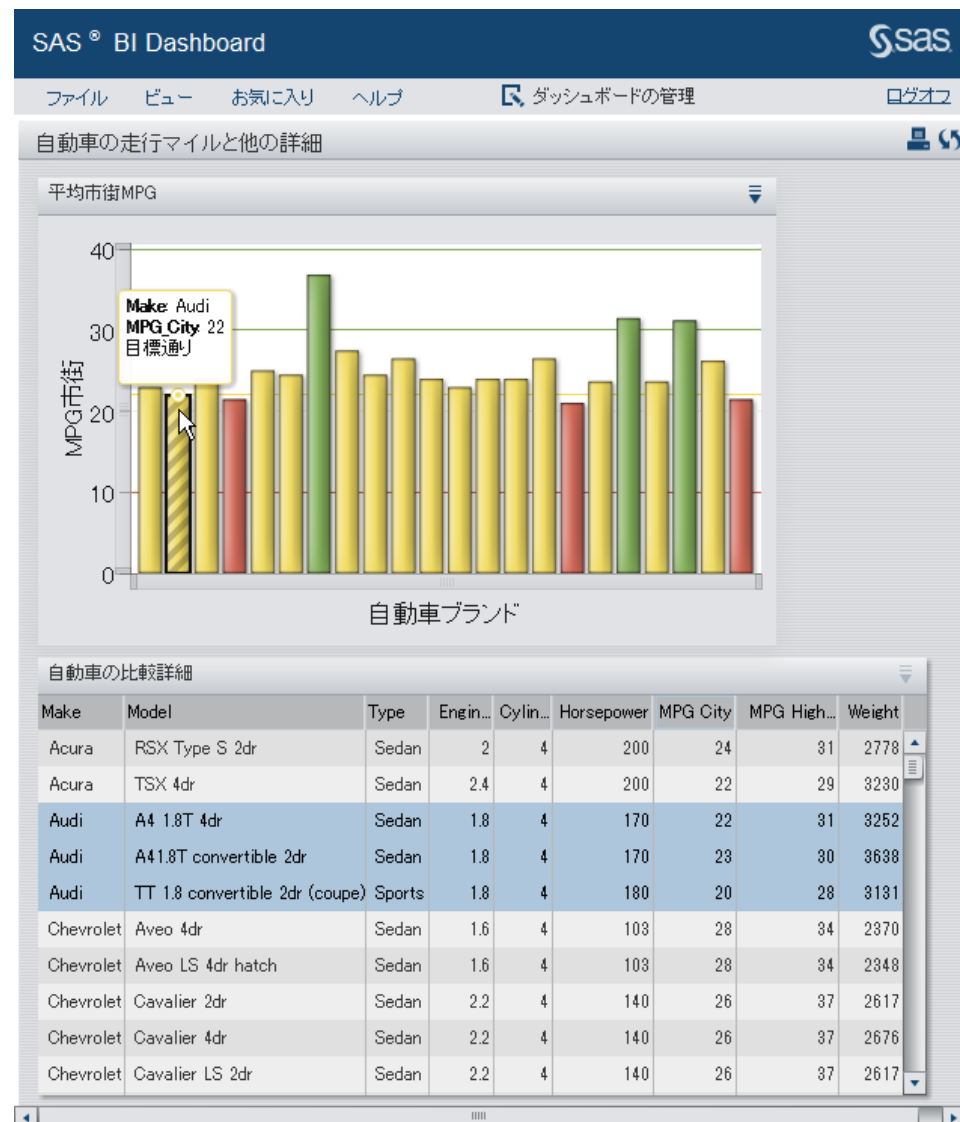 SAS ® BI Dashboard
sas
ファイル ビュー お気に入り ヘルプ ダッシュボードの管理 ログオフ
自動車の走行マイルと他の詳細
平均市街MPG
40
30
20
10
0
MPG市街
Make: Audi
MPG_City: 22
目標通り
自動車ブランド
自動車の比較詳細
Make Model Type Engin... Cylin... Horsepower MPG City MPG High... Weight
Acura RSX Type S 2dr Sedan 2 4 200 24 31 2778
Acura TSX 4dr Sedan 2.4 4 200 22 29 3230
Audi A4 1.8T 4dr Sedan 1.8 4 170 22 31 3252
Audi A41.8T convertible 2dr Sedan 1.8 4 170 23 30 3638
Audi TT 1.8 convertible 2dr (coupe) Sports 1.8 4 180 20 28 3131
Chevrolet Aveo 4dr Sedan 1.6 4 103 28 34 2370
Chevrolet Aveo LS 4dr hatch Sedan 1.6 4 103 28 34 2348
Chevrolet Cavalier 2dr Sedan 2.2 4 140 26 37 2617
Chevrolet Cavalier 4dr Sedan 2.2 4 140 26 37 2676
Chevrolet Cavalier LS 2dr Sedan 2.2 4 140 26 37 2617